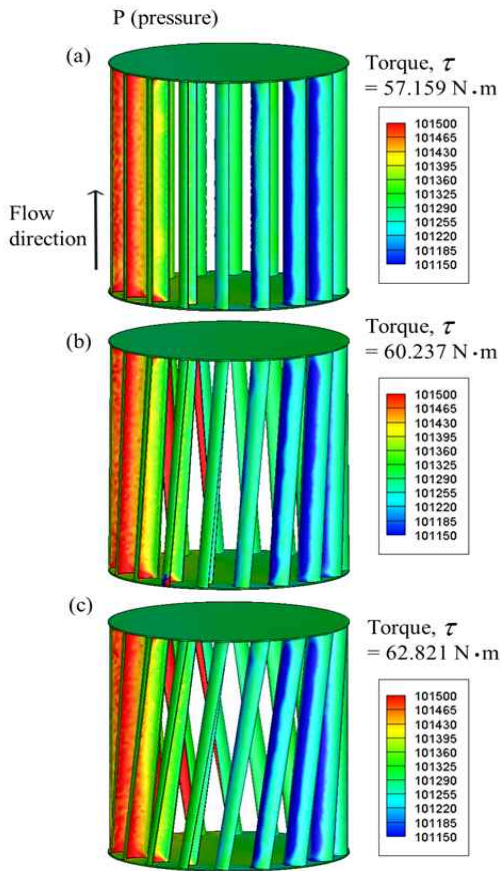 P (pressure)
(a)
Torque, τ
= 57.159 N•m
101500
101465
101430
101395
101360
101325
101290
101255
101220
101185
101150
Flow
direction
(b)
Torque, τ
= 60.237 N•m
101500
101465
101430
101395
101360
101325
101290
101255
101220
101185
101150
(c)
Torque, τ
= 62.821 N•m
101500
101465
101430
101395
101360
101325
101290
101255
101220
101185
101150